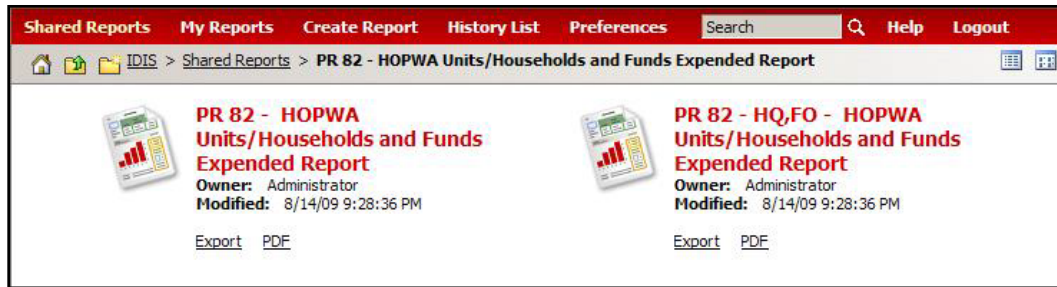 Shared Reports My Reports Create Report History List Preferences Search Help Logout
IDIS > Shared Reports > PR 82 - HOPWA Units/Households and Funds Expended Report
PR 82 - HOPWA
Units/Households and Funds
Expended Report
Owner: Administrator
Modified: 8/14/09 9:28:36 PM
Export PDF
PR 82 - HQ,FO - HOPWA
Units/Households and Funds
Expended Report
Owner: Administrator
Modified: 8/14/09 9:28:36 PM
Export PDF